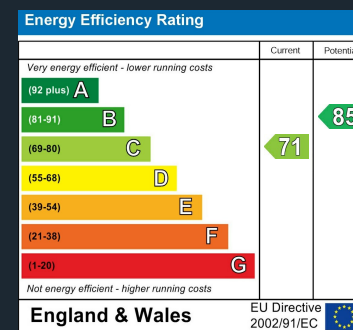 Energy Efficiency Rating
Current
Very energy efficient - lower running costs
(92 plus) A
(81-91) B
85
(69-80) C
71
(55-68) D
(39-54) E
(21-38) F
(1-20) G
Not energy efficient - higher running costs
England & Wales
EU Directive
2002/91/EC